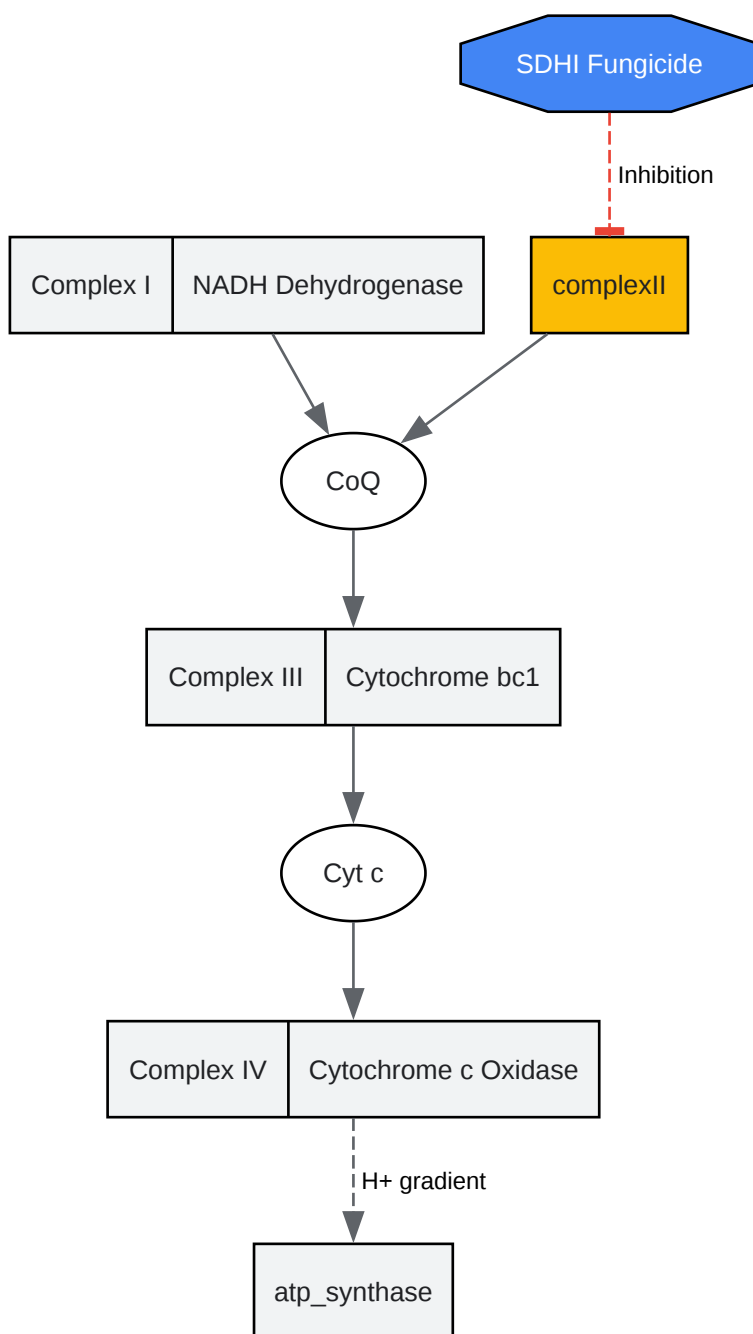 SDHI Fungicide
Inhibition
Complex I
NADH Dehydrogenase
complexII
CoQ
Complex III
Cytochrome bc1
Cyt c
Complex IV
Cytochrome c Oxidase
H+ gradient
atp_synthase